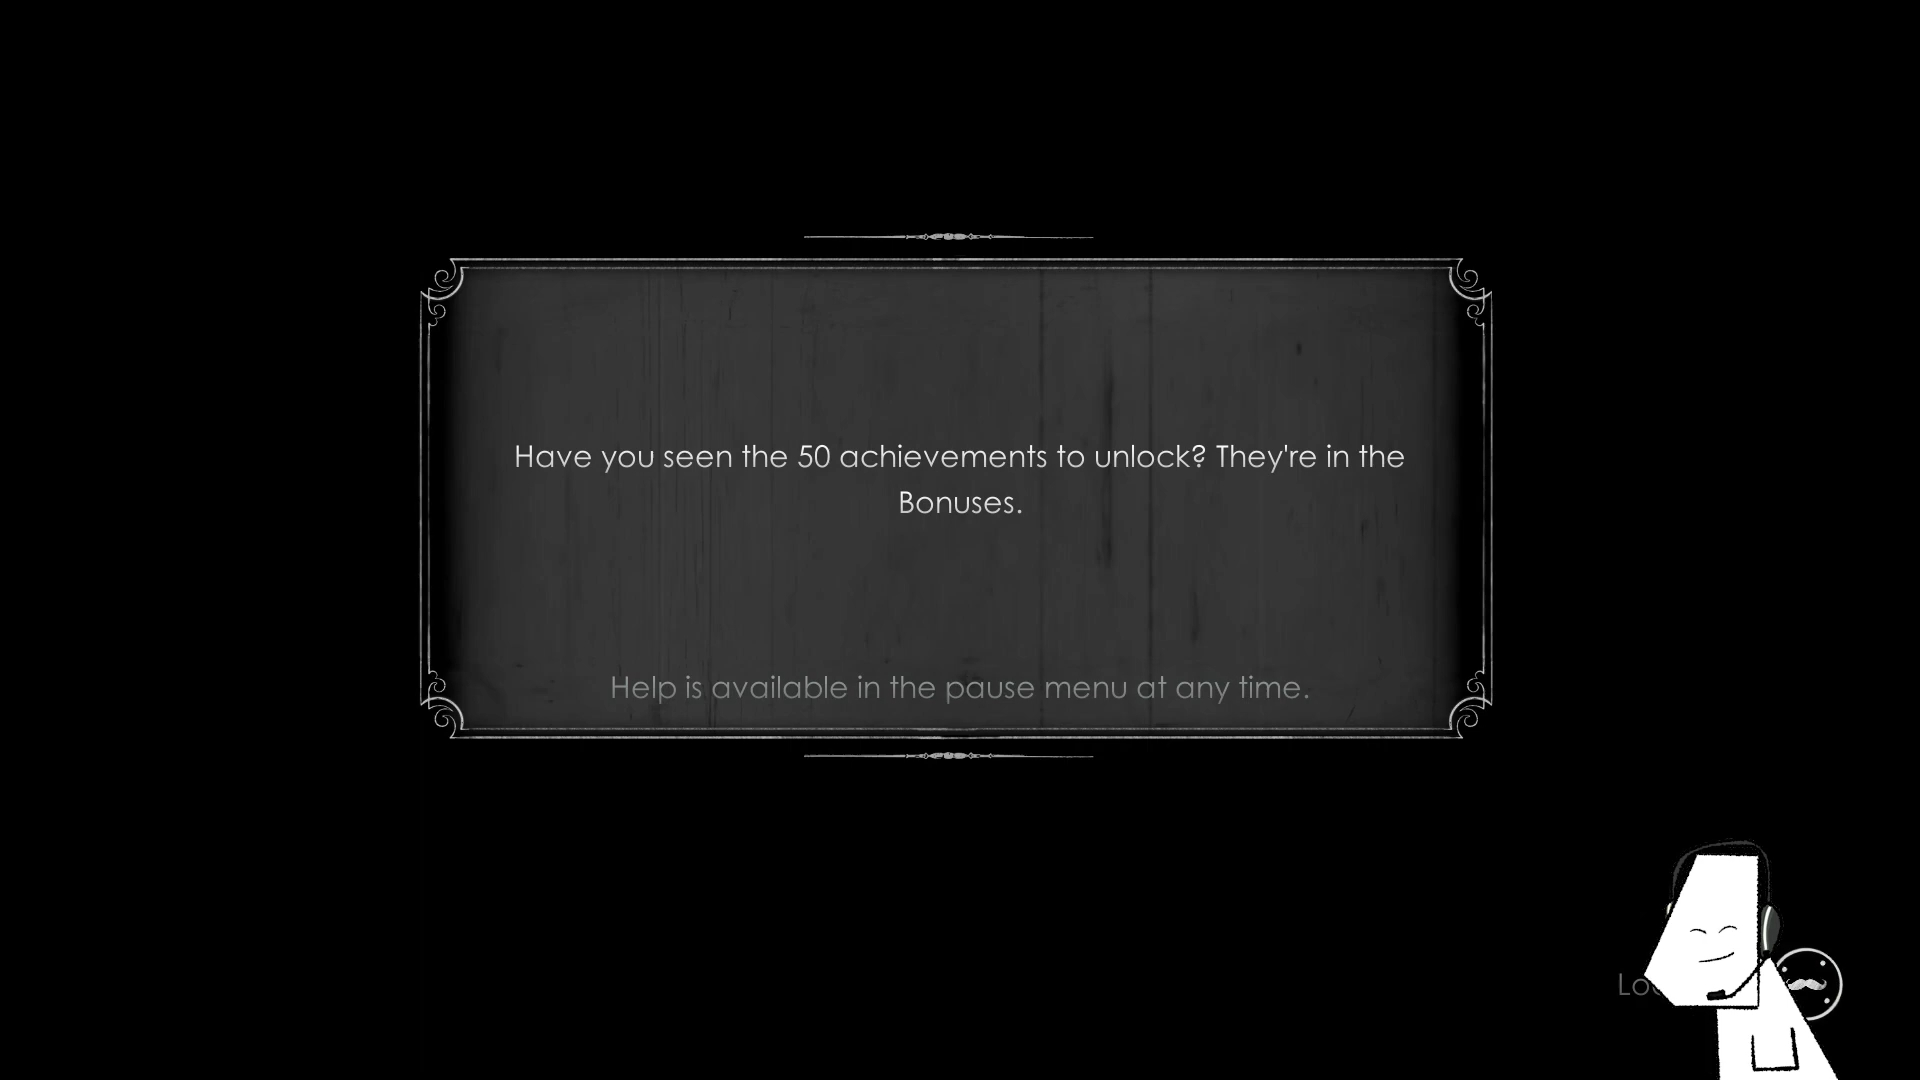 Have you seen the 50 achievements to unlock? They're in the
Bonuses.
Help is available in the pause menu at any time.